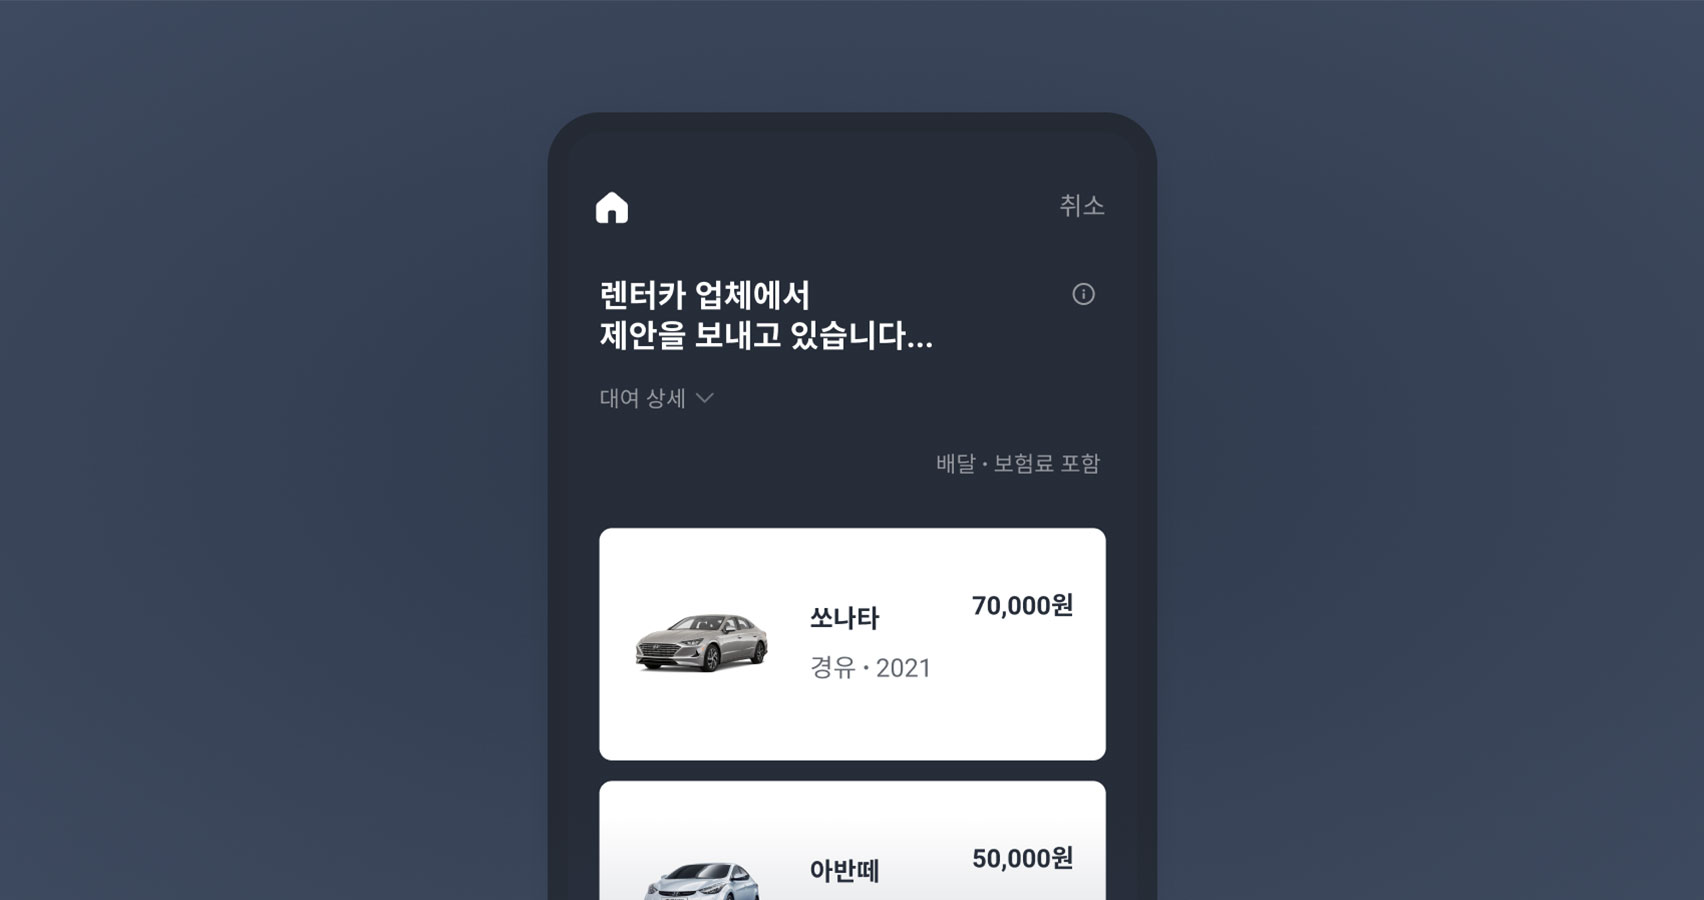 취소
렌터카 업체에서
제안을 보내고 있습니다...
대여 상세
배달 · 보험료 포함
쏘나타
70,000원
경유 · 2021
아반떼
50,000원